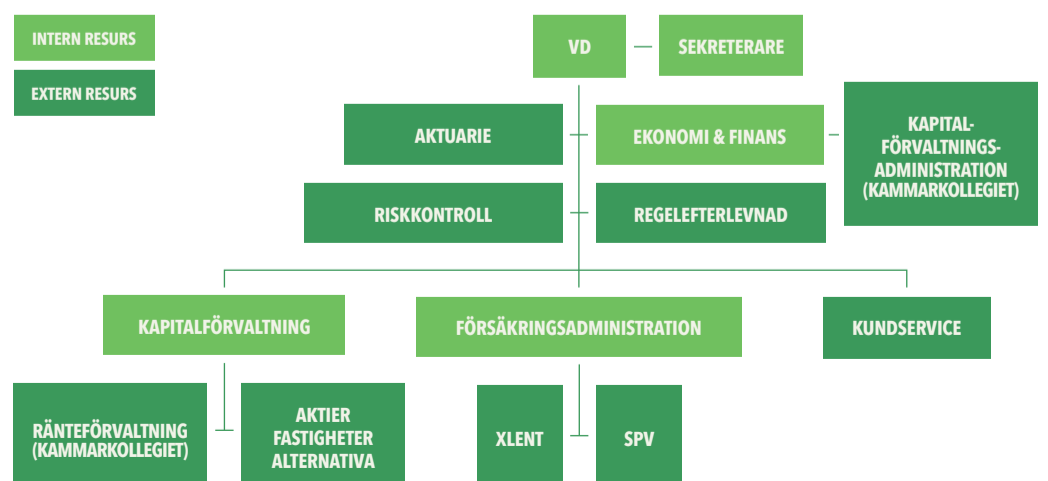 INTERN RESURS
EXTERN RESURS
VD
SEKRETERARE
AKTUARIE
EKONOMI & FINANS
KAPITAL-
FÖRVALTNINGS-
ADMINISTRATION
(KAMMARKOLLEGIET)
RISKKONTROLL
REGELEFTERLEVNAD
KAPITALFÖRVALTNING
FÖRSÄKRINGSADMINISTRATION
KUNDSERVICE
RÄNTEFÖRVALTNING
(KAMMARKOLLEGIET)
AKTIER
FASTIGHETER
ALTERNATIVA
XLENT
SPV